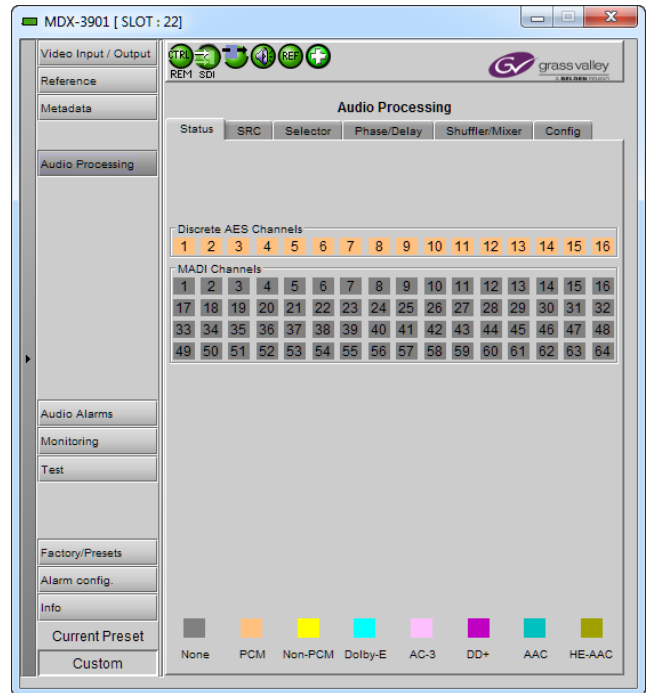 MDX-3901 [ SLOT : 22]
Video Input / Output
Reference
Metadata
Audio Processing
Audio Alarms
Monitoring
Test
Factory/Presets
Alarm config.
Info
Current Preset
Custom
CTRL
REF
REM SDI
GV grass valley
A BELDEN BRAND
Audio Processing
Status SRC Selector Phase/Delay Shuffler/Mixer Config
Discrete AES Channels
1 2 3 4 5 6 7 8 9 10 11 12 13 14 15 16
MADI Channels
1 2 3 4 5 6 7 8 9 10 11 12 13 14 15 16
17 18 19 20 21 22 23 24 25 26 27 28 29 30 31 32
33 34 35 36 37 38 39 40 41 42 43 44 45 46 47 48
49 50 51 52 53 54 55 56 57 58 59 60 61 62 63 64
None PCM Non-PCM Dolby-E AC-3 DD+ AAC HE-AAC